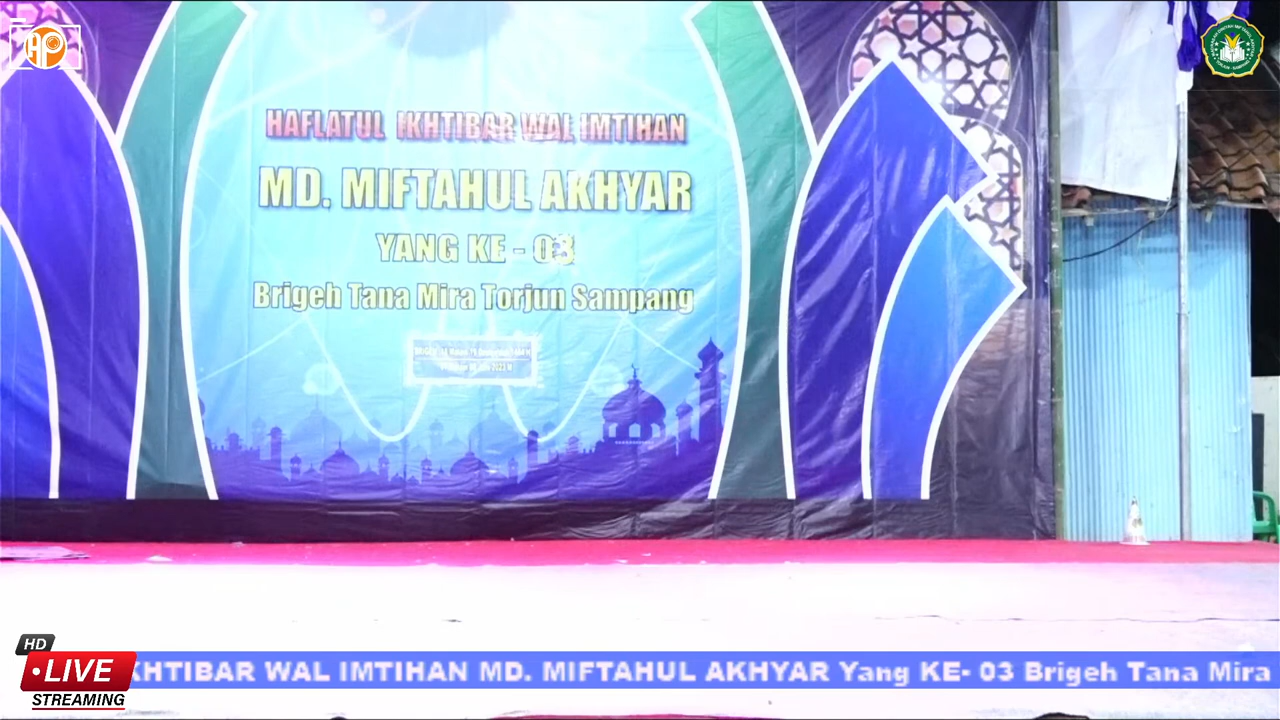 HAFLATUL IKHTIBAR WAL IMTIHAN
MD. MIFTAHUL AKHYAR
YANG KE - 03
Brigeh Tana Mira Torjun Sampang
HD
LIVE
STREAMING
KHTIBAR WAL IMTIHAN MD. MIFTAHUL AKHYAR Yang KE- 03 Brigeh Tana Mira